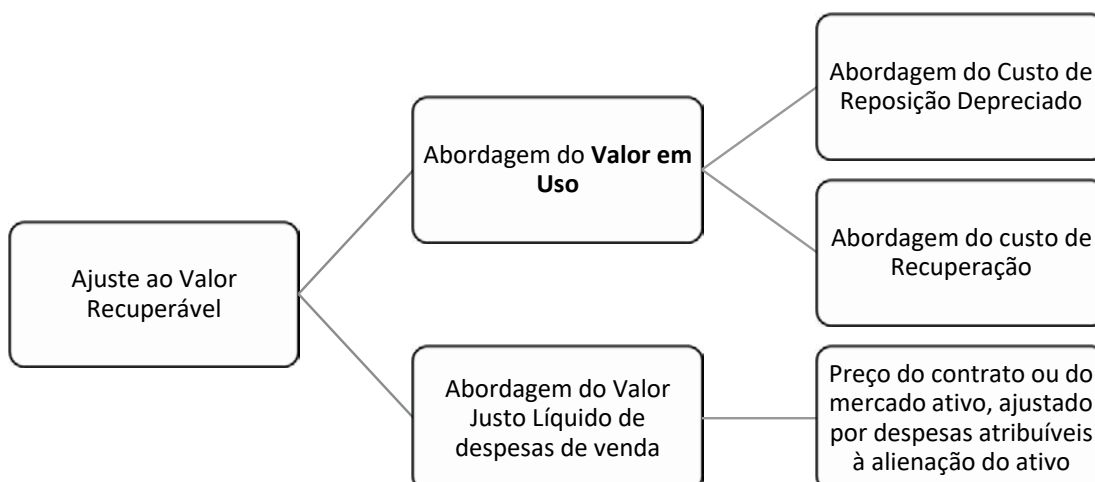 Ajuste ao Valor
Recuperável
Abordagem do Valor em
Uso
Abordagem do Custo de
Reposição Depreciado
Abordagem do custo de
Recuperação
Abordagem do Valor
Justo Líquido de
despesas de venda
Preço do contrato ou do
mercado ativo, ajustado
por despesas atribuíveis
à alienação do ativo